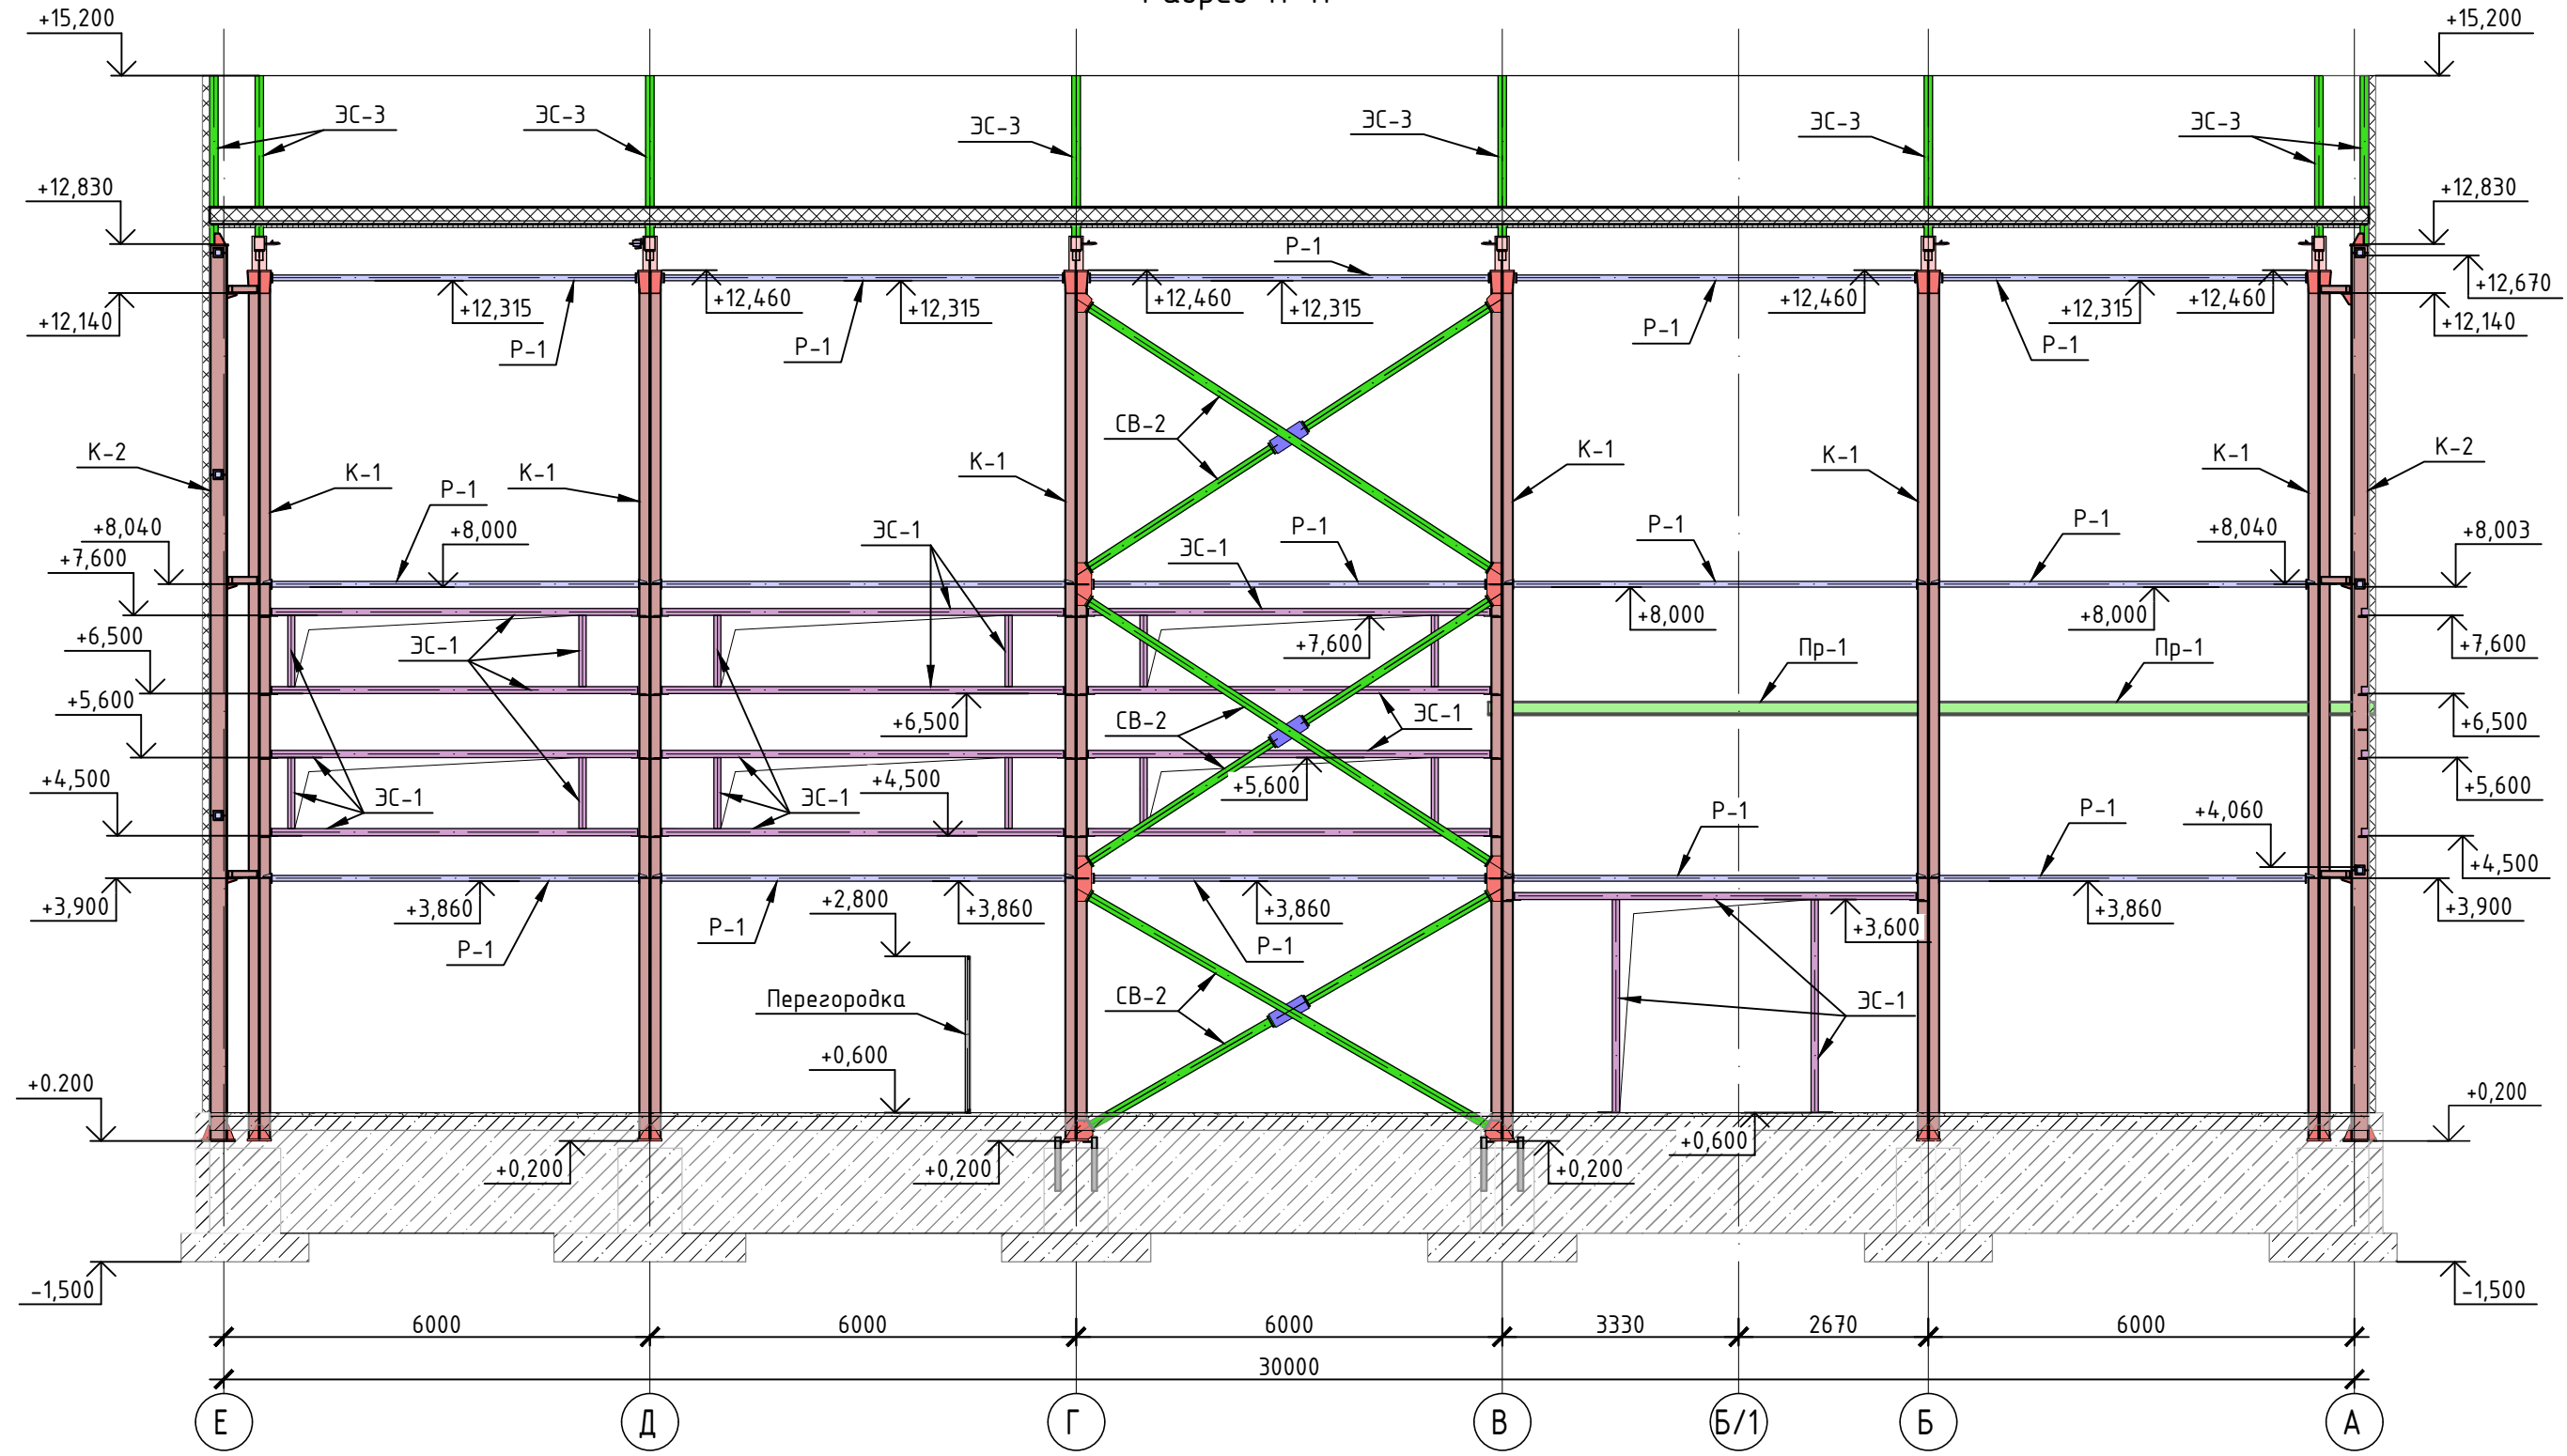 +15,200
+15,200
ЭС-3
ЭС-3
ЭС-3
ЭС-3
ЭС-3
ЭС-3
+12,830
+12,830
Р-1
+12,670
+12,140
+12,315
+12,460
+12,315
+12,460
+12,315
+12,460
+12,315
+12,460
+12,140
Р-1
Р-1
Р-1
Р-1
СВ-2
К-2
К-1
К-1
К-1
К-1
К-1
К-1
К-2
Р-1
+8,040
+8,000
ЭС-1
Р-1
Р-1
Р-1
+8,040
+8,003
+7,600
ЭС-1
+8,000
+8,000
+6,500
ЭС-1
+7,600
Пр-1
Пр-1
+7,600
+5,600
+6,500
СВ-2
ЭС-1
+6,500
+4,500
ЭС-1
ЭС-1
+4,500
+5,600
Р-1
Р-1
+4,060
+5,600
+4,500
+3,900
+3,860
+2,800
+3,860
+3,860
+3,600
+3,860
+3,900
Р-1
Р-1
Р-1
Перегородка
СВ-2
ЭС-1
+0,600
+0.200
+0,200
+0,600
+0,200
+0,200
+0,200
-1,500
-1,500
6000
6000
6000
3330
2670
6000
30000
Е
Д
Г
В
Б/1
Б
А